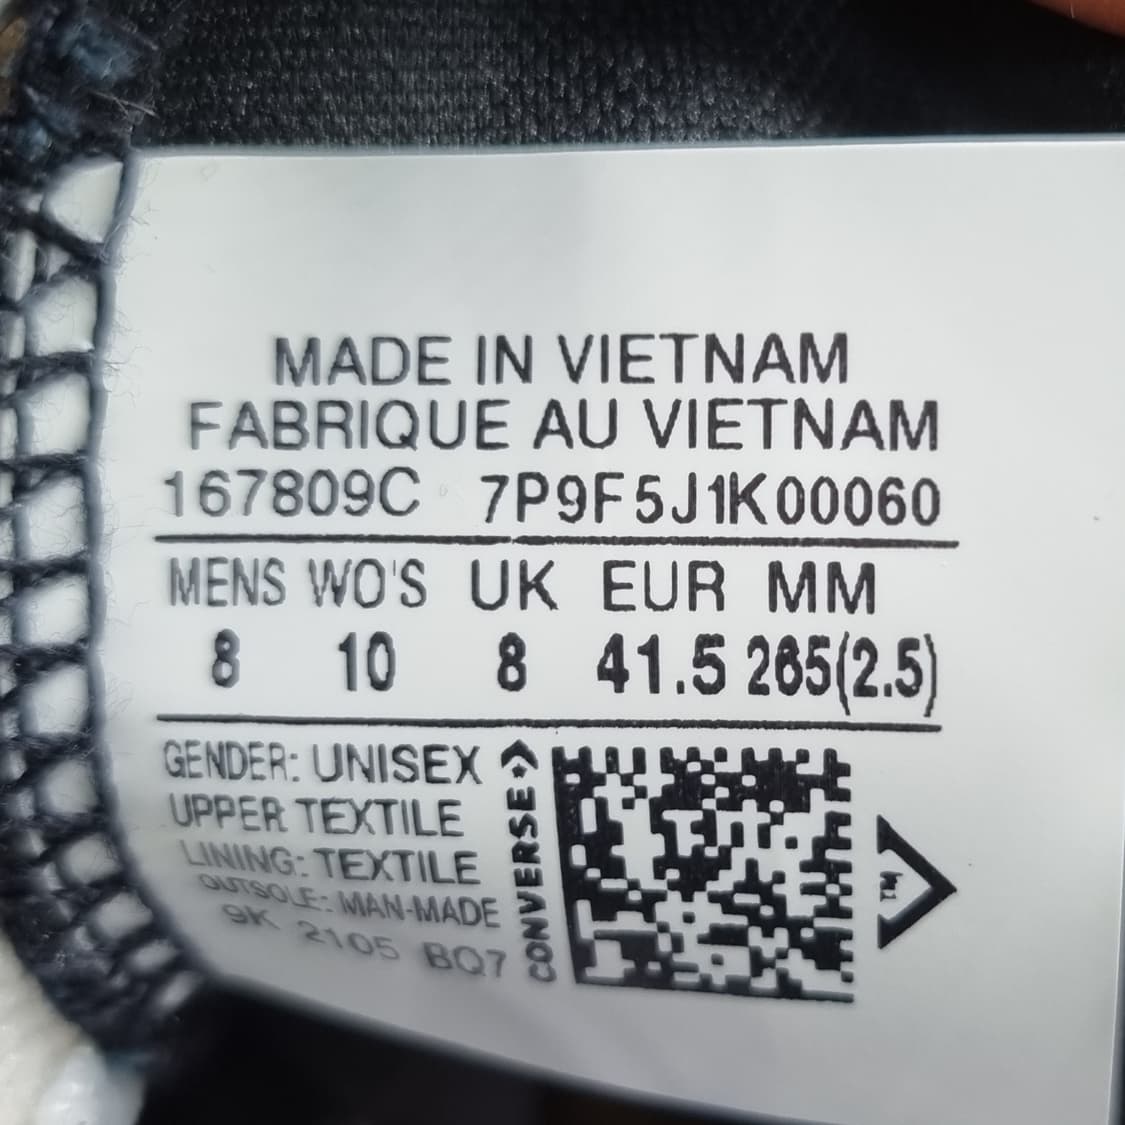 MADE IN VIETNAM
FABRIQUE AU VIETNAM
167809C 7P9F5J1K00060
MENS WO'S UK EUR MM
8 10 8 41.5 265(2.5)
GENDER: UNISEX
UPPER TEXTILE
LINING: TEXTILE
OUTSOLE: MAN-MADE
9K 2105 BQ7
CONVERSE